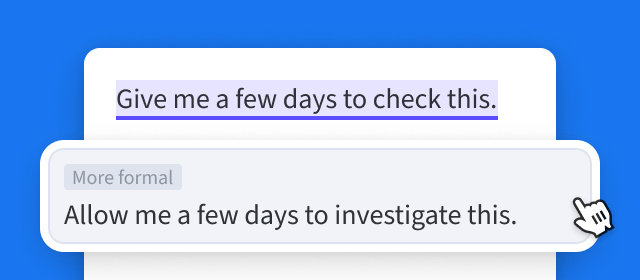 Give me a few days to check this.
More formal
Allow me a few days to investigate this.